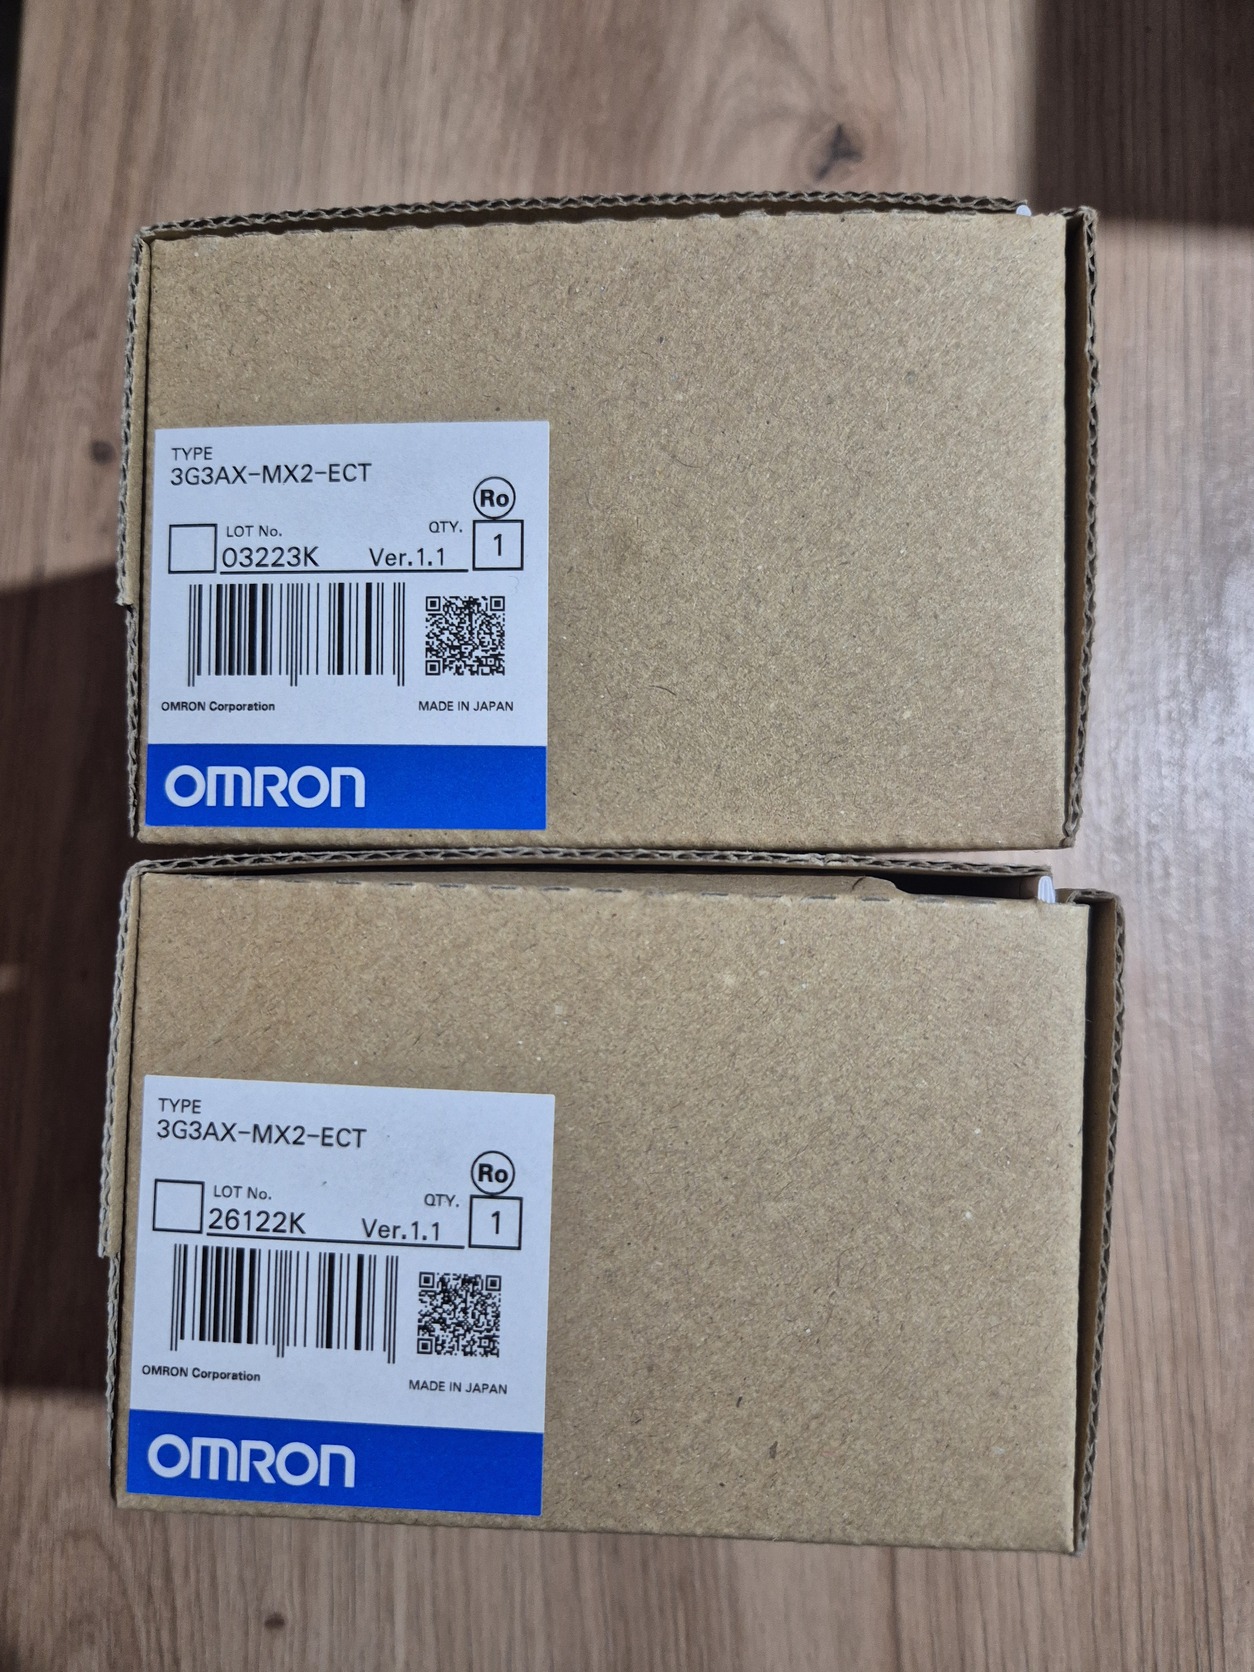 TYPE
3G3AX-MX2-ECT
Ro
LOT No. QTY.
03223K Ver.1.1 1
OMRON Corporation MADE IN JAPAN
OMRON
TYPE
3G3AX-MX2-ECT
Ro
LOT No. QTY.
26122K Ver.1.1 1
OMRON Corporation MADE IN JAPAN
OMRON